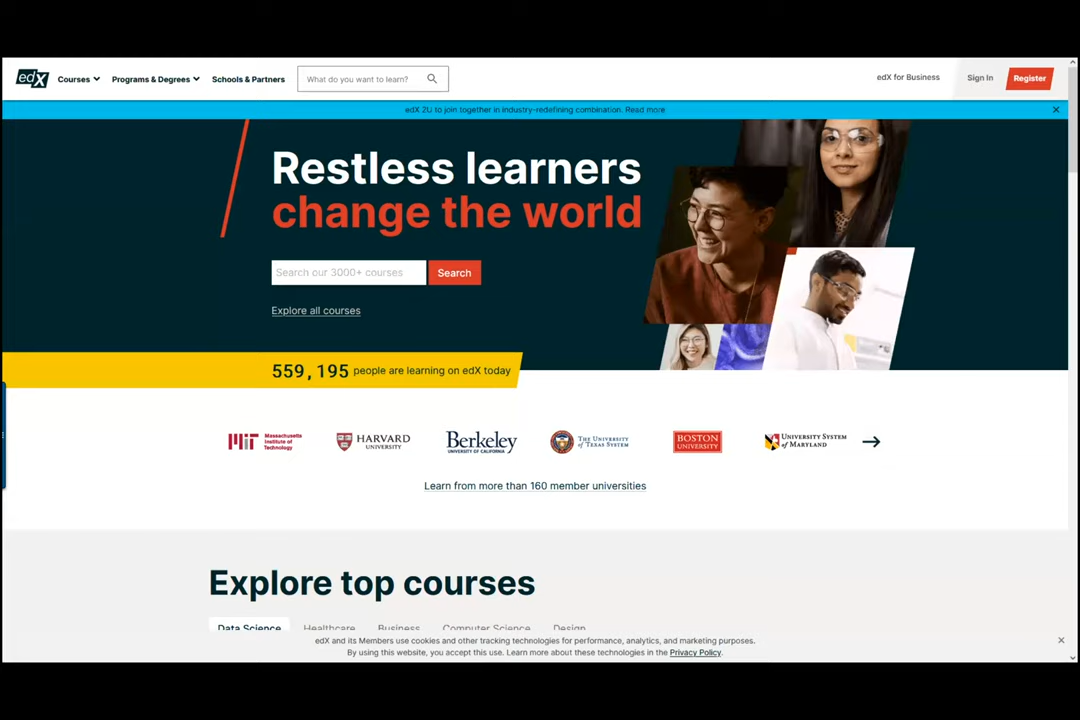 edX
Courses
Programs & Degrees
Schools & Partners
What do you want to learn?
edX for Business
Sign In
Register
edX 2U to join together in industry-redefining combination. Read more
Restless learners
change the world
Search our 3000+ courses
Search
Explore all courses
559,195 people are learning on edX today
MIT Massachusetts
Institute of
Technology
HARVARD
UNIVERSITY
Berkeley
UNIVERSITY OF CALIFORNIA
THE UNIVERSITY
of TEXAS SYSTEM
BOSTON
UNIVERSITY
UNIVERSITY SYSTEM
of MARYLAND
Learn from more than 160 member universities
Explore top courses
Data Science
Healthcare
Business
Computer Science
Design
edX and its Members use cookies and other tracking technologies for performance, analytics, and marketing purposes.
By using this website, you accept this use. Learn more about these technologies in the Privacy Policy.